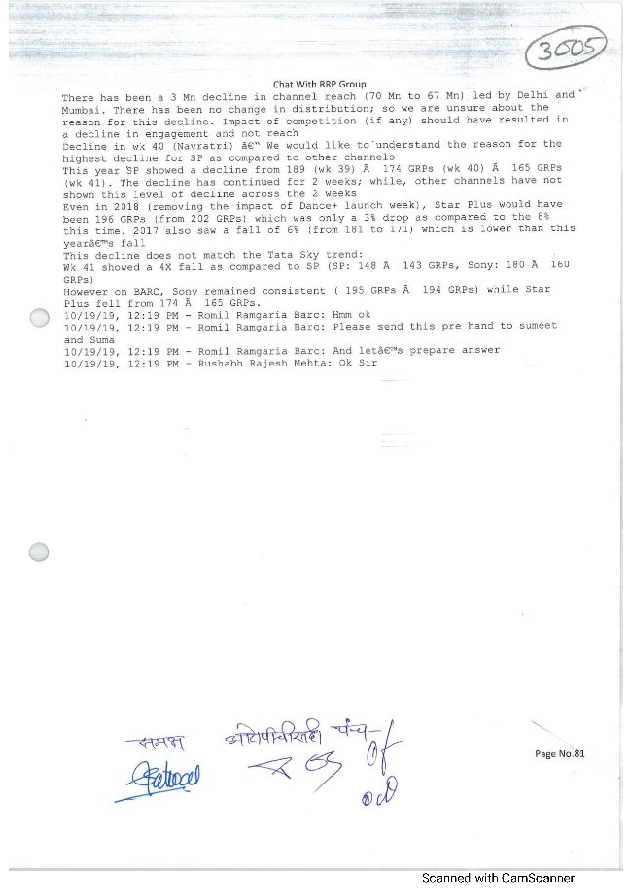 3005
Chat With RRP Group
There has been a 3 Mn decline in channel reach (70 Mn to 67 Mn) led by Delhi and
Mumbai. There has been no change in distribution; so we are unsure about the
reason for this decline. Impact of competition (if any) should have resulted in
a decline in engagement and not reach
Decline in wk 40 (Navratri) â€“ We would like to understand the reason for the
highest decline for SP as compared to other channels
This year SP showed a decline from 189 (wk 39) Ã  174 GRPs (wk 40) Ã  165 GRPs
(wk 41). The decline has continued for 2 weeks; while, other channels have not
shown this level of decline across the 2 weeks
Even in 2018 (removing the impact of Dance+ launch week), Star Plus would have
been 196 GRPs (from 202 GRPs) which was only a 3% drop as compared to the 8%
this time. 2017 also saw a fall of 6% (from 181 to 171) which is lower than this
yearâ€™s fall
This decline does not match the Tata Sky trend:
Wk 41 showed a 4X fall as compared to SP (SP: 148 Ã  143 GRPs, Sony: 180 Ã  160
GRPs)
However on BARC, Sony remained consistent ( 195 GRPs Ã  194 GRPs) while Star
Plus fell from 174 Ã  165 GRPs.
10/19/19, 12:19 PM - Romil Ramgaria Barc: Hmm ok
10/19/19, 12:19 PM - Romil Ramgaria Barc: Please send this pre hand to sumeet
and Suma
10/19/19, 12:19 PM - Romil Ramgaria Barc: And letâ€™s prepare answer
10/19/19, 12:19 PM - Rushabh Rajesh Mehta: Ok Sir
समक्ष पंच
Page No.81
Scanned with CamScanner